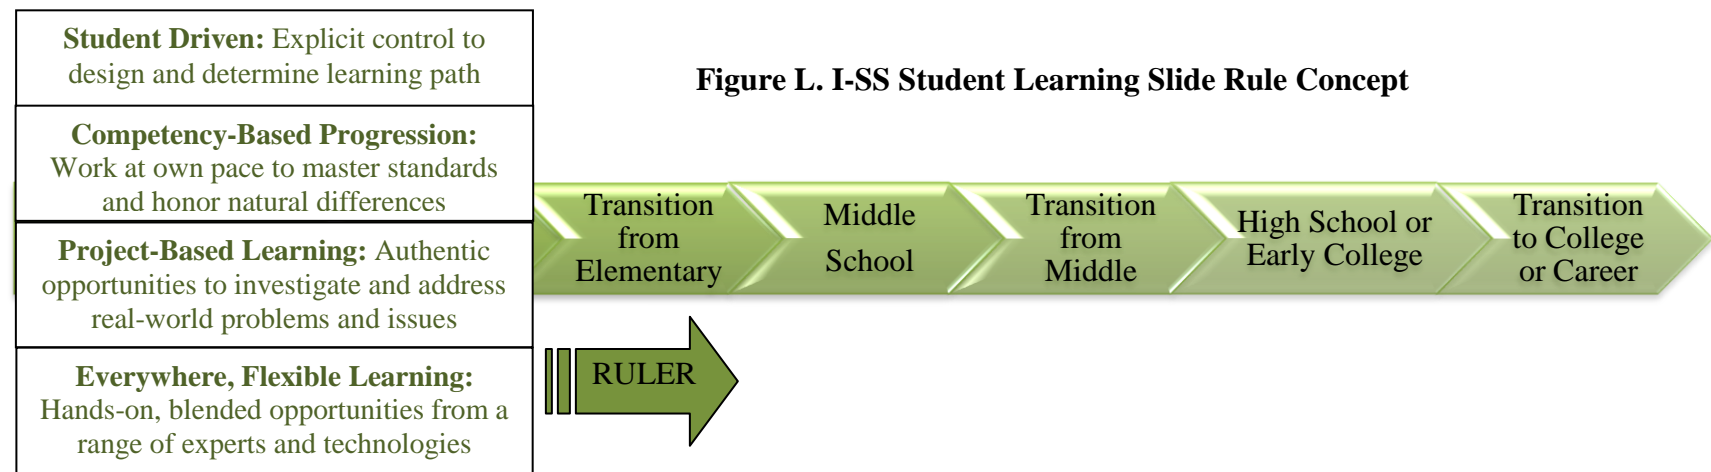 Student Driven: Explicit control to
design and determine learning path
Figure L. I-SS Student Learning Slide Rule Concept
Competency-Based Progression:
Work at own pace to master standards
and honor natural differences
Project-Based Learning: Authentic
opportunities to investigate and address
real-world problems and issues
Everywhere, Flexible Learning:
Hands-on, blended opportunities from a
range of experts and technologies
Transition
from
Elementary
Middle
School
Transition
from
Middle
High School or
Early College
Transition
to College
or Career
RULER